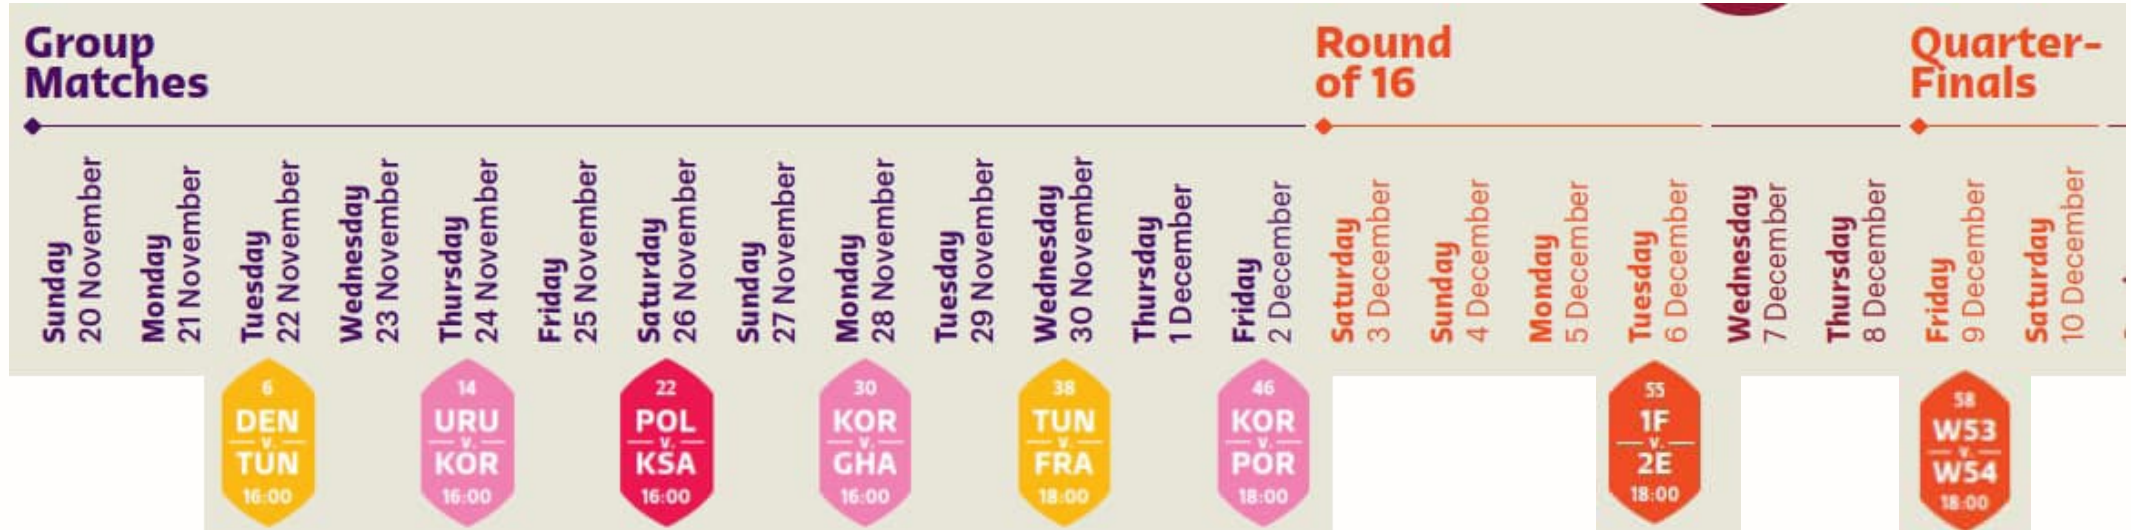 Group
Matches
Round
of 16
Quarter-
Finals
Sunday
20 November
Monday
21 November
Tuesday
22 November
Wednesday
23 November
Thursday
24 November
Friday
25 November
Saturday
26 November
Sunday
27 November
Monday
28 November
Tuesday
29 November
Wednesday
30 November
Thursday
1 December
Friday
2 December
Saturday
3 December
Sunday
4 December
Monday
5 December
Tuesday
6 December
Wednesday
7 December
Thursday
8 December
Friday
9 December
Saturday
10 December
6
DEN
V.
TUN
16:00
14
URU
V.
KOR
16:00
22
POL
V.
KSA
16:00
30
KOR
V.
GHA
16:00
38
TUN
V.
FRA
18:00
46
KOR
V.
POR
18:00
55
1F
V.
2E
18:00
58
W53
V.
W54
18:00